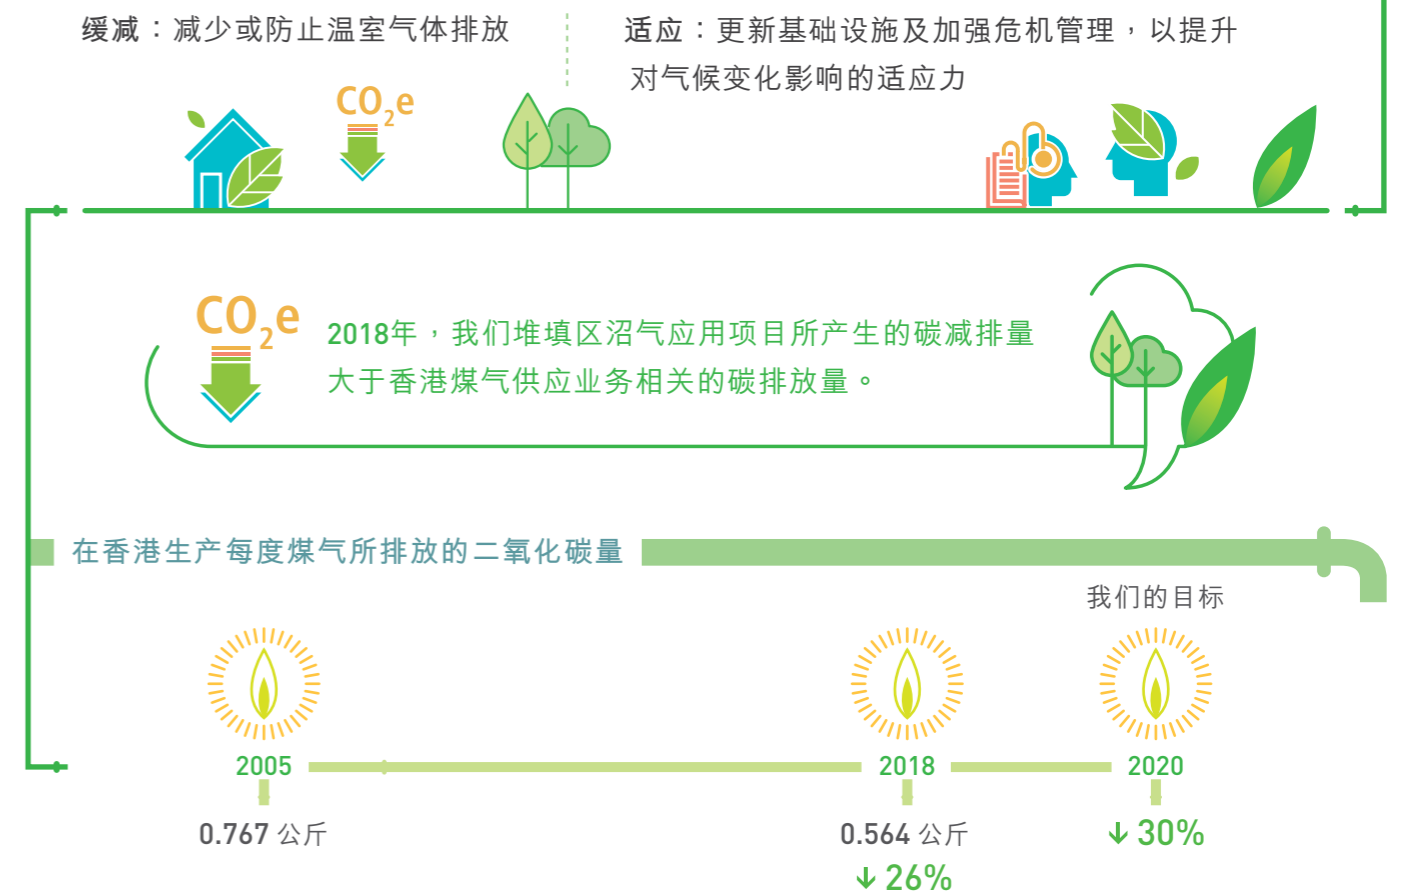 缓减：减少或防止温室气体排放
适应：更新基础设施及加强危机管理，以提升
对气候变化影响的适应力
CO2e
CO2e
2018年，我们堆填区沼气应用项目所产生的碳减排量
大于香港煤气供应业务相关的碳排放量。
在香港生产每度煤气所排放的二氧化碳量
我们的目标
2005
2018
2020
0.767 公斤
0.564 公斤
↓ 30%
↓ 26%